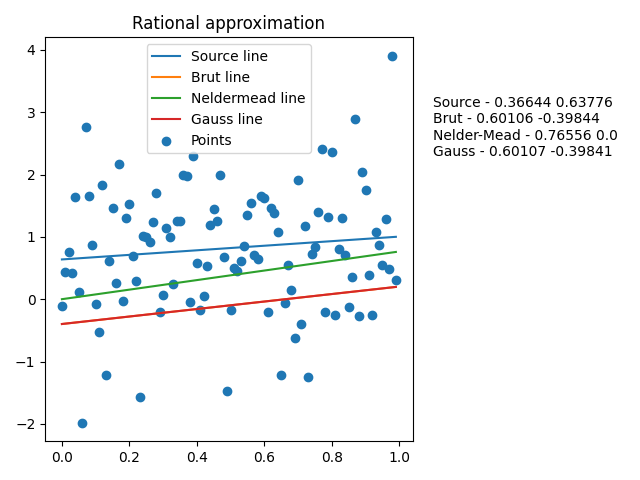 Rational approximation
Source line
Brut line
Neldermead line
Gauss line
Points
4
3
2
1
0
−1
−2
0.0
0.2
0.4
0.6
0.8
1.0
Source - 0.36644 0.63776
Brut - 0.60106 -0.39844
Nelder-Mead - 0.76556 0.0
Gauss - 0.60107 -0.39841